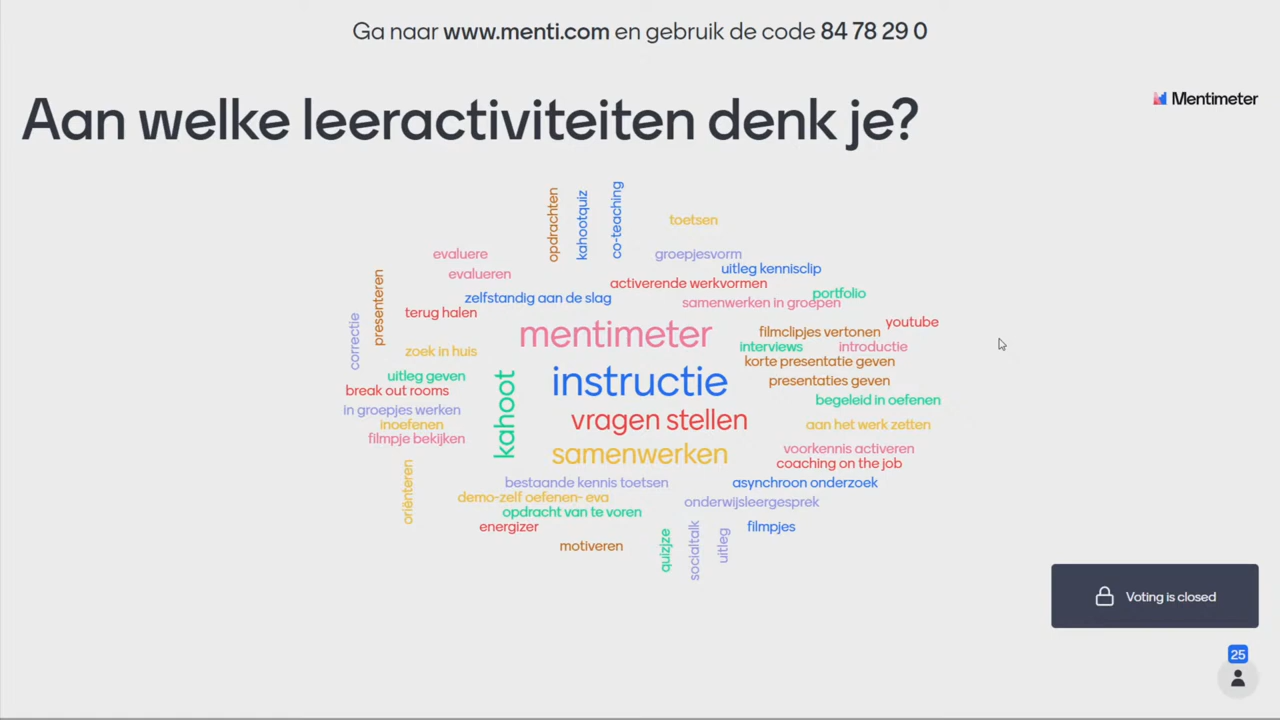 Ga naar www.menti.com en gebruik de code 84 78 29 0
Aan welke leeractiviteiten denk je?
Mentimeter
opdrachten
kahootquiz
co-teaching
toetsen
evaluere
groepjesvorm
evalueren
uitleg kennisclip
presenteren
activerende werkvormen
zelfstandig aan de slag
portfolio
samenwerken in groepen
terug halen
correctie
mentimeter
filmclipjes vertonen
youtube
zoek in huis
interviews
introductie
korte presentatie geven
uitleg geven
kahoot
instructie
presentaties geven
break out rooms
begeleid in oefenen
in groepjes werken
vragen stellen
inoefenen
aan het werk zetten
filmpje bekijken
samenwerken
voorkennis activeren
coaching on the job
oriënteren
bestaande kennis toetsen
asynchroon onderzoek
demo-zelf oefenen- eva
onderwijsleergesprek
opdracht van te voren
energizer
filmpjes
motiveren
quizjze
socialtalk
uitleg
Voting is closed
25